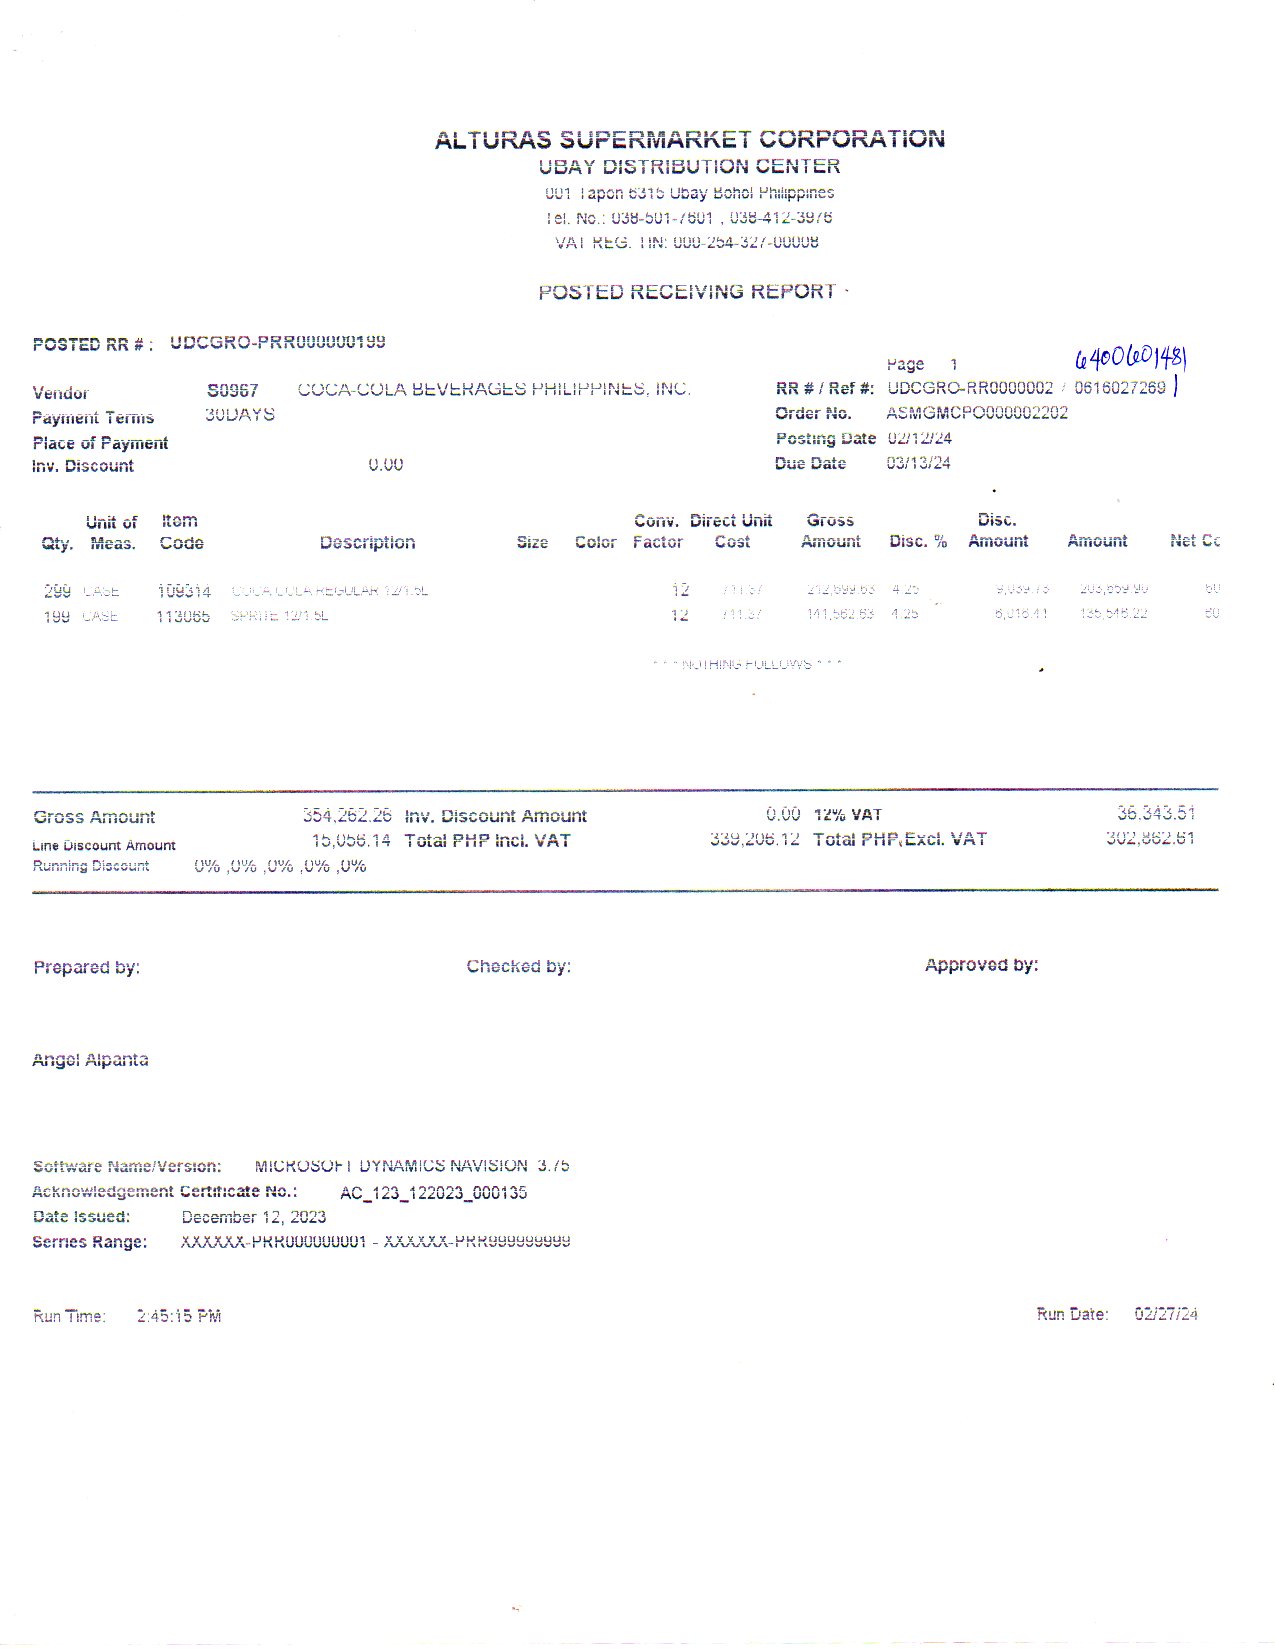 ALTURAS SUPERMARKET CORPORATION
UBAY DISTRIBUTION CENTER
001 Tapon 6315 Ubay Bohol Philippines
Tel. No.: 038-501-7601 , 038-412-3976
VAT REG. TIN: 000-254-327-00008
POSTED RECEIVING REPORT -
POSTED RR # : UDCGRO-PRR000000199
Page 1 6400601481
Vendor S0967 COCA-COLA BEVERAGES PHILIPPINES, INC. RR # / Ref #: UDCGRO-RR0000002 / 0616027269 1
Payment Terms 30DAYS Order No. ASMGMCPO000002202
Place of Payment Posting Date 02/12/24
Inv. Discount 0.00 Due Date 03/13/24
Unit of Item Conv. Direct Unit Gross Disc.
Qty. Meas. Code Description Size Color Factor Cost Amount Disc. % Amount Amount Net Cc
299 CASE 109314 COCA COLA REGULAR 12/1.5L 12 711.37 212,699.63 4.25 9,039.73 203,659.90 60
199 CASE 113065 SPRITE 12/1.5L 12 711.37 141,562.63 4.25 6,016.41 135,546.22 60
* * * NOTHING FOLLOWS * * *
Gross Amount 354,262.26 Inv. Discount Amount 0.00 12% VAT 36,343.51
Line Discount Amount 15,056.14 Total PHP Incl. VAT 339,206.12 Total PHP Excl. VAT 302,862.61
Running Discount 0% ,0% ,0% ,0% ,0%
Prepared by: Checked by: Approved by:
Angel Alpanta
Software Name/Version: MICROSOFT DYNAMICS NAVISION 3.75
Acknowledgement Certificate No.: AC_123_122023_000135
Date Issued: December 12, 2023
Serries Range: XXXXXX-PRR000000001 - XXXXXX-PRR999999999
Run Time: 2:45:15 PM Run Date: 02/27/24